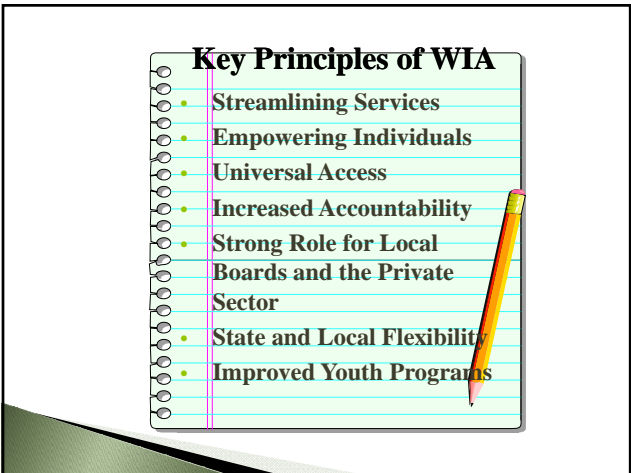 Key Principles of WIA
• Streamlining Services
• Empowering Individuals
• Universal Access
• Increased Accountability
• Strong Role for Local
Boards and the Private
Sector
• State and Local Flexibility
• Improved Youth Programs